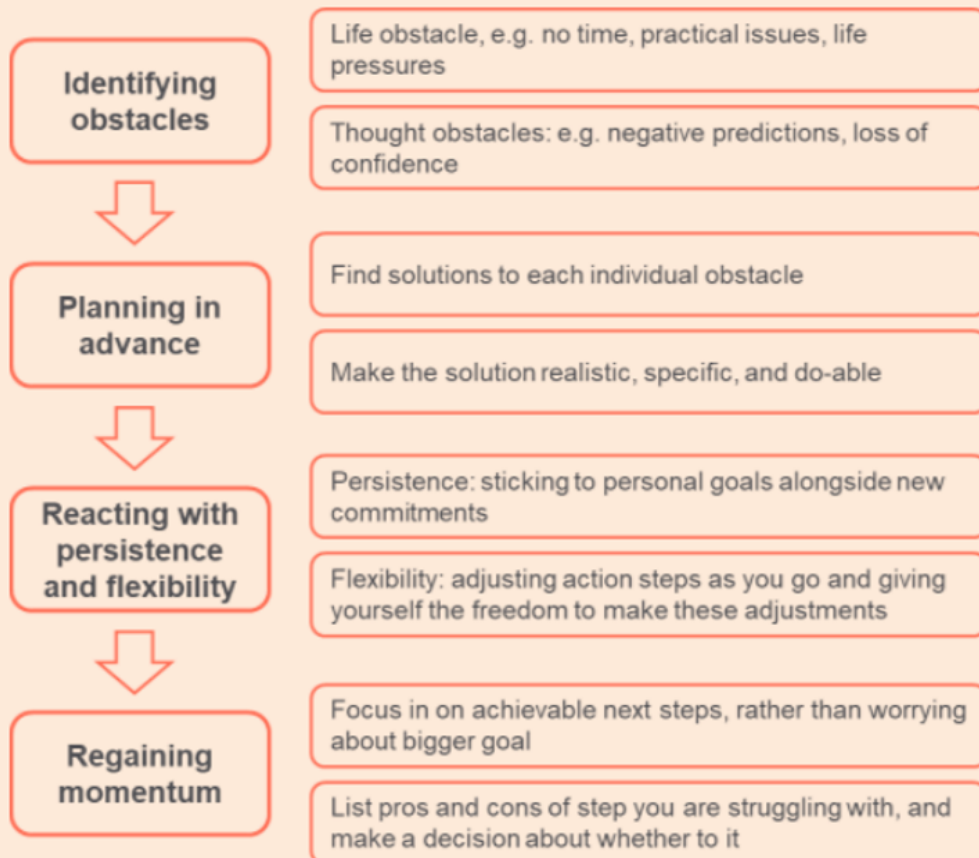 Identifying
obstacles
Life obstacle, e.g. no time, practical issues, life
pressures
Thought obstacles: e.g. negative predictions, loss of
confidence
Planning in
advance
Find solutions to each individual obstacle
Make the solution realistic, specific, and do-able
Reacting with
persistence
and flexibility
Persistence: sticking to personal goals alongside new
commitments
Flexibility: adjusting action steps as you go and giving
yourself the freedom to make these adjustments
Regaining
momentum
Focus in on achievable next steps, rather than worrying
about bigger goal
List pros and cons of step you are struggling with, and
make a decision about whether to it